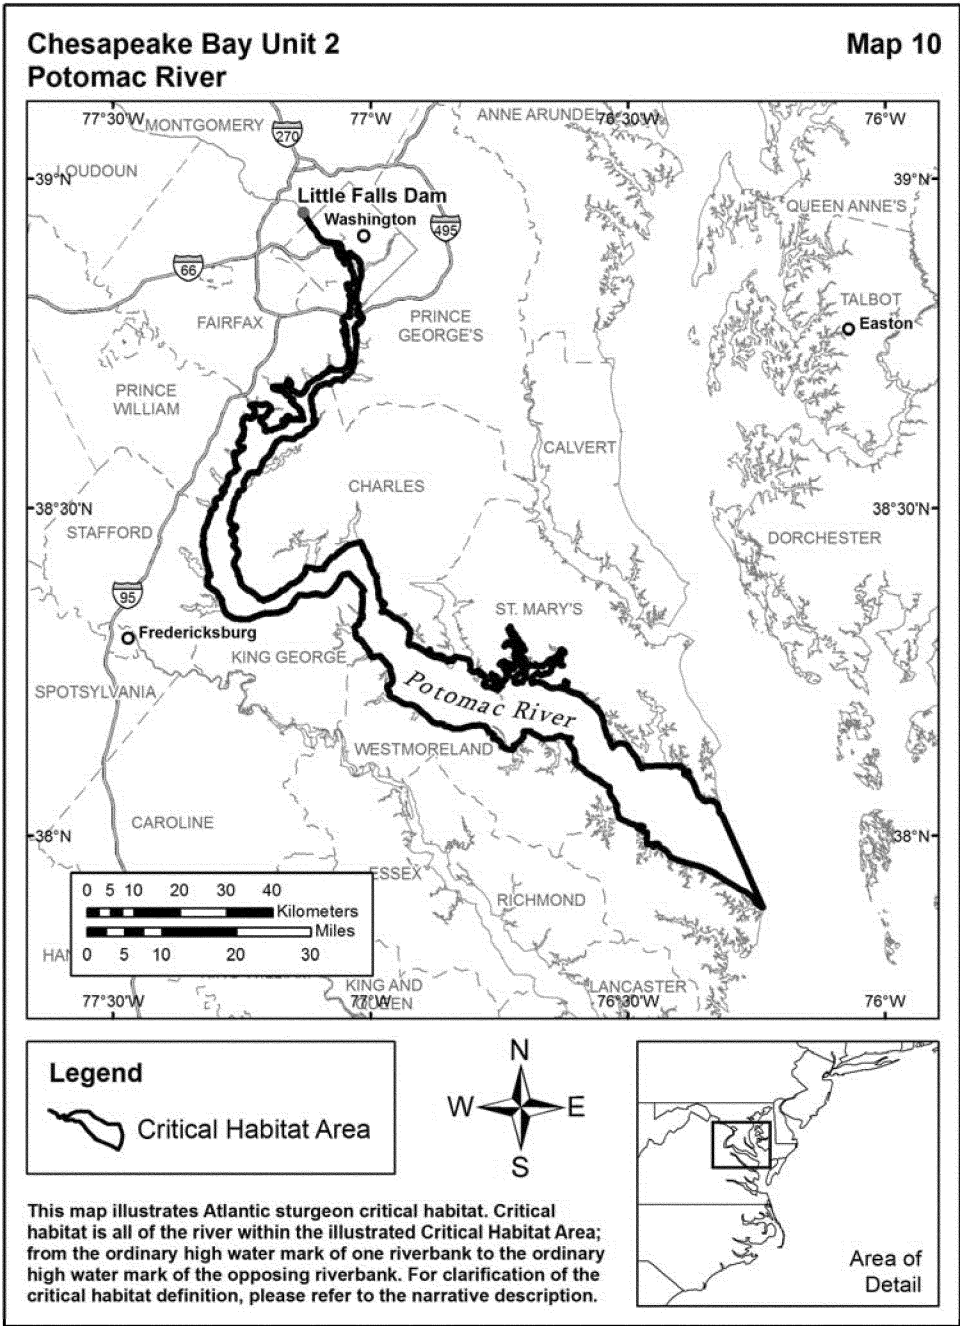 Chesapeake Bay Unit 2
Map 10
Potomac River
77°30'W
77°W
76°30'W
76°W
MONTGOMERY
270
ANNE ARUNDEL
LOUDOUN
39°N
39°N
Little Falls Dam
Washington
495
QUEEN ANNE'S
66
FAIRFAX
PRINCE
GEORGE'S
TALBOT
Easton
PRINCE
WILLIAM
CALVERT
CHARLES
38°30'N
38°30'N
STAFFORD
DORCHESTER
95
ST. MARY'S
Fredericksburg
KING GEORGE
SPOTSYLVANIA
Potomac River
WESTMORELAND
CAROLINE
38°N
38°N
ESSEX
RICHMOND
0 5 10 20 30 40
Kilometers
Miles
0 5 10 20 30
HAN
KING AND
QUEEN
LANCASTER
77°30'W
77°W
76°30'W
76°W
Legend
Critical Habitat Area
N
W
E
S
This map illustrates Atlantic sturgeon critical habitat. Critical
habitat is all of the river within the illustrated Critical Habitat Area;
from the ordinary high water mark of one riverbank to the ordinary
high water mark of the opposing riverbank. For clarification of the
critical habitat definition, please refer to the narrative description.
Area of
Detail